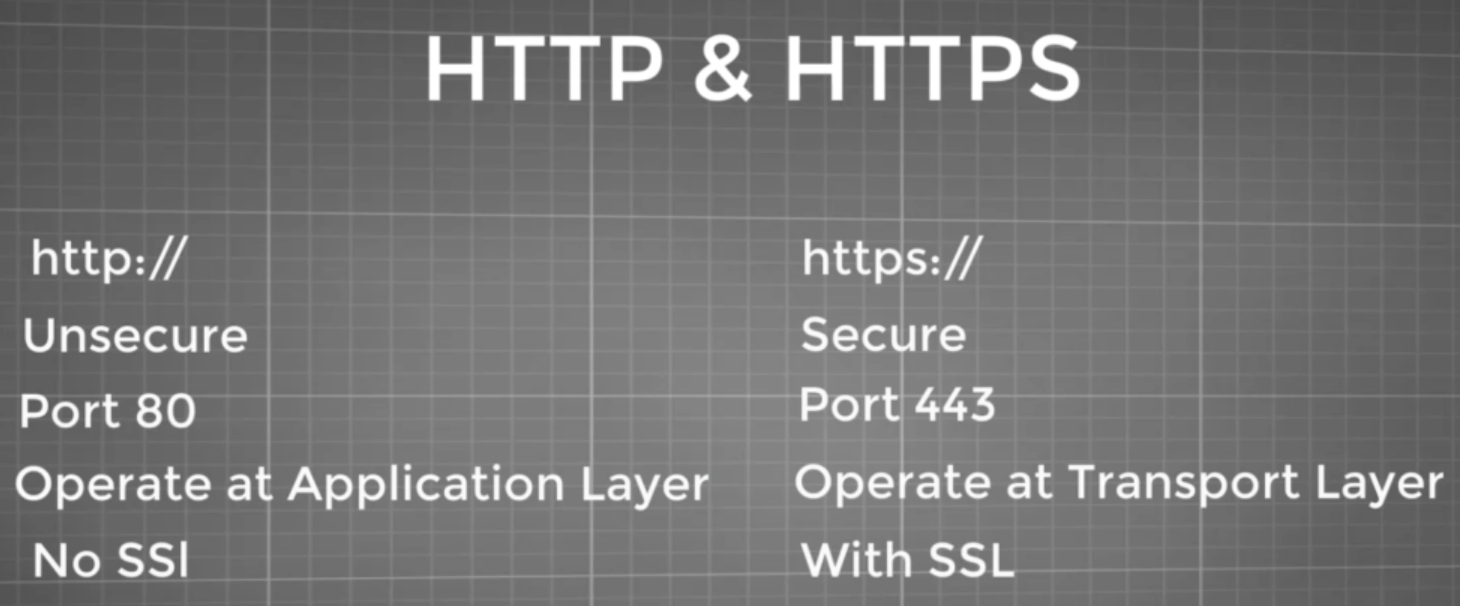 HTTP & HTTPS
http://
Unsecure
Port 80
Operate at Application Layer
No SSl
https://
Secure
Port 443
Operate at Transport Layer
With SSL